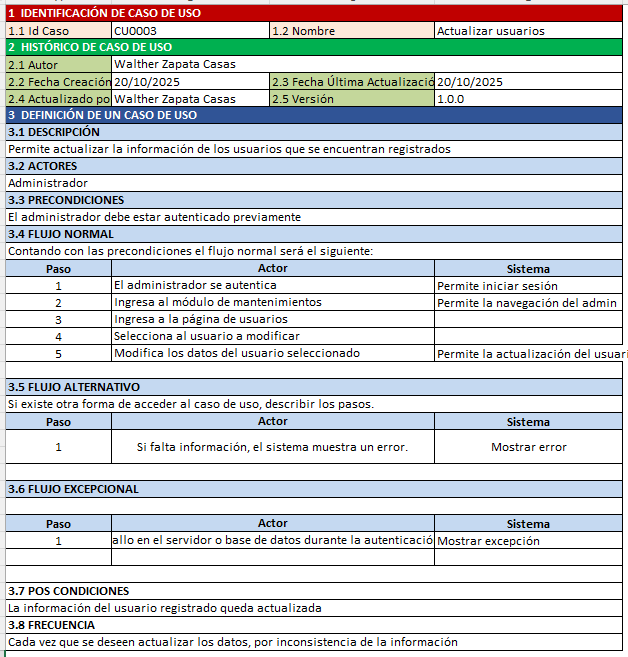 1 IDENTIFICACIÓN DE CASO DE USO
1.1 Id Caso CU0003 1.2 Nombre Actualizar usuarios
2 HISTÓRICO DE CASO DE USO
2.1 Autor Walther Zapata Casas
2.2 Fecha Creación 20/10/2025 2.3 Fecha Última Actualizació 20/10/2025
2.4 Actualizado po Walther Zapata Casas 2.5 Versión 1.0.0
3 DEFINICIÓN DE UN CASO DE USO
3.1 DESCRIPCIÓN
Permite actualizar la información de los usuarios que se encuentran registrados
3.2 ACTORES
Administrador
3.3 PRECONDICIONES
El administrador debe estar autenticado previamente
3.4 FLUJO NORMAL
Contando con las precondiciones el flujo normal será el siguiente:
Paso Actor Sistema
1 El administrador se autentica Permite iniciar sesión
2 Ingresa al módulo de mantenimientos Permite la navegación del admin
3 Ingresa a la página de usuarios
4 Selecciona al usuario a modificar
5 Modifica los datos del usuario seleccionado Permite la actualización del usuari
3.5 FLUJO ALTERNATIVO
Si existe otra forma de acceder al caso de uso, describir los pasos.
Paso Actor Sistema
1 Si falta información, el sistema muestra un error. Mostrar error
3.6 FLUJO EXCEPCIONAL
Paso Actor Sistema
1 allo en el servidor o base de datos durante la autenticació Mostrar excepción
3.7 POS CONDICIONES
La información del usuario registrado queda actualizada
3.8 FRECUENCIA
Cada vez que se deseen actualizar los datos, por inconsistencia de la información